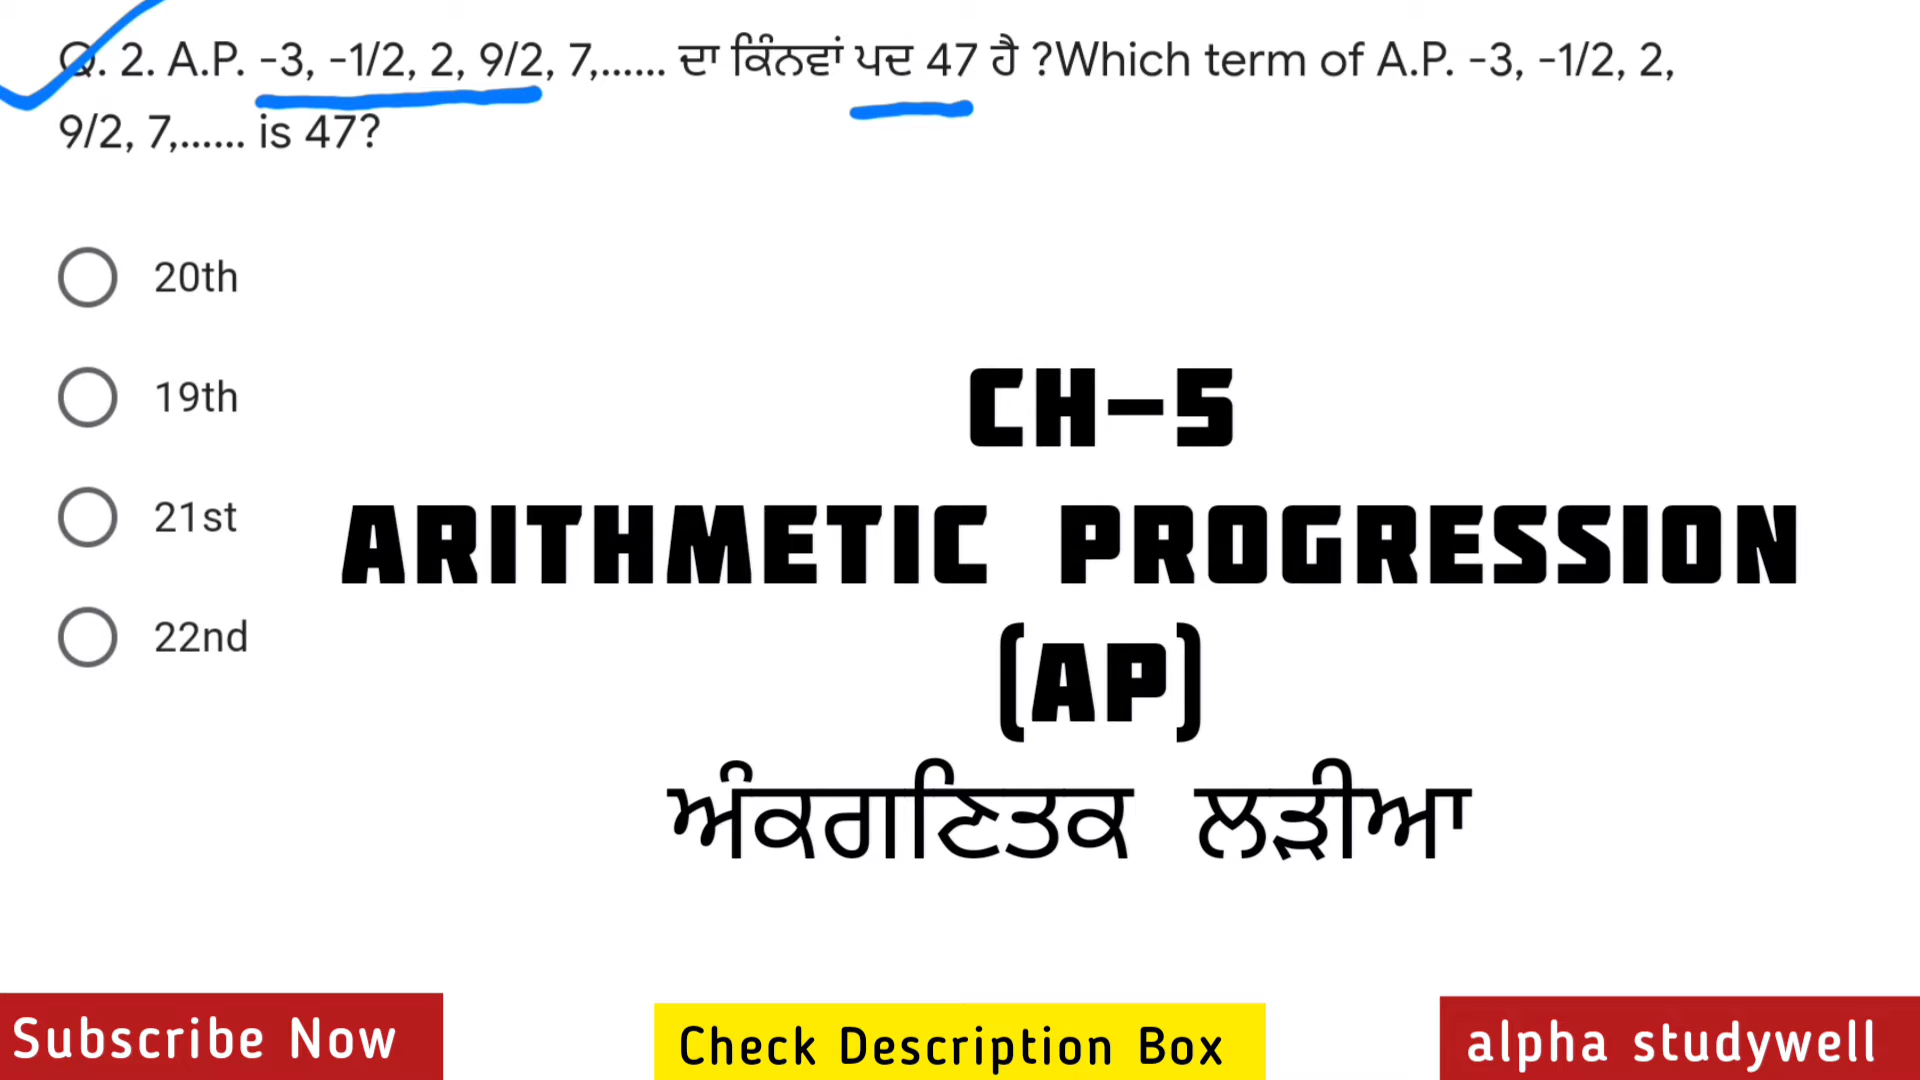 Q. 2. A.P. -3, -1/2, 2, 9/2, 7,...... ਦਾ ਕਿੰਨਵਾਂ ਪਦ 47 ਹੈ ?Which term of A.P. -3, -1/2, 2,
9/2, 7,...... is 47?
20th
19th
21st
22nd
CH-5
ARITHMETIC PROGRESSION
(AP)
ਅੰਕਗਣਿਤਕ ਲੜੀਆ
Subscribe Now
Check Description Box
alpha studywell